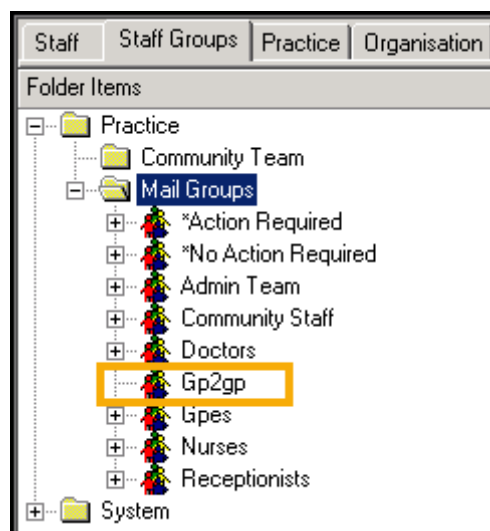 Staff Staff Groups Practice Organisation
Folder Items
Practice
Community Team
Mail Groups
*Action Required
*No Action Required
Admin Team
Community Staff
Doctors
Gp2gp
Gpes
Nurses
Receptionists
System